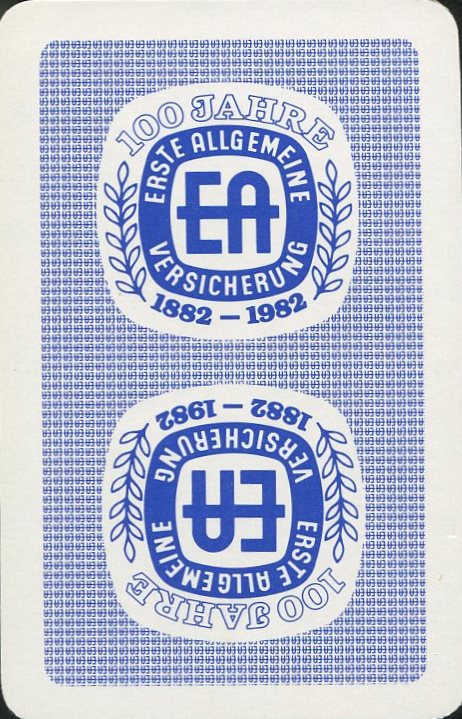 100 JAHRE
ERSTE ALLGEMEINE
EA
VERSICHERUNG
1882 – 1982
1882 – 1982
VERSICHERUNG
EA
ERSTE ALLGEMEINE
100 JAHRE